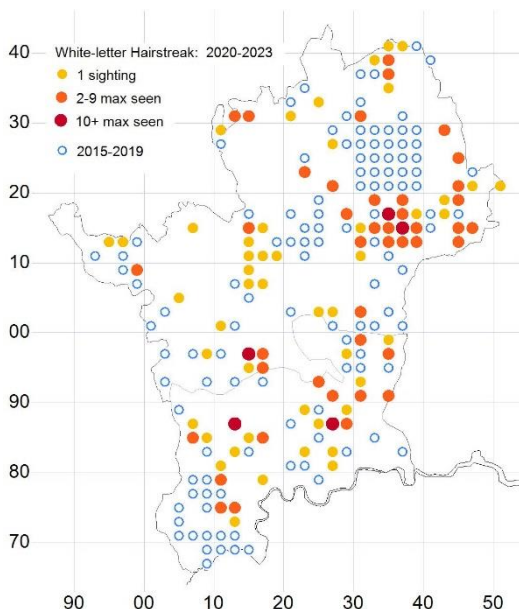 White-letter Hairstreak: 2020-2023
1 sighting
2-9 max seen
10+ max seen
2015-2019
40
30
20
10
00
90
80
70
90 00 10 20 30 40 50